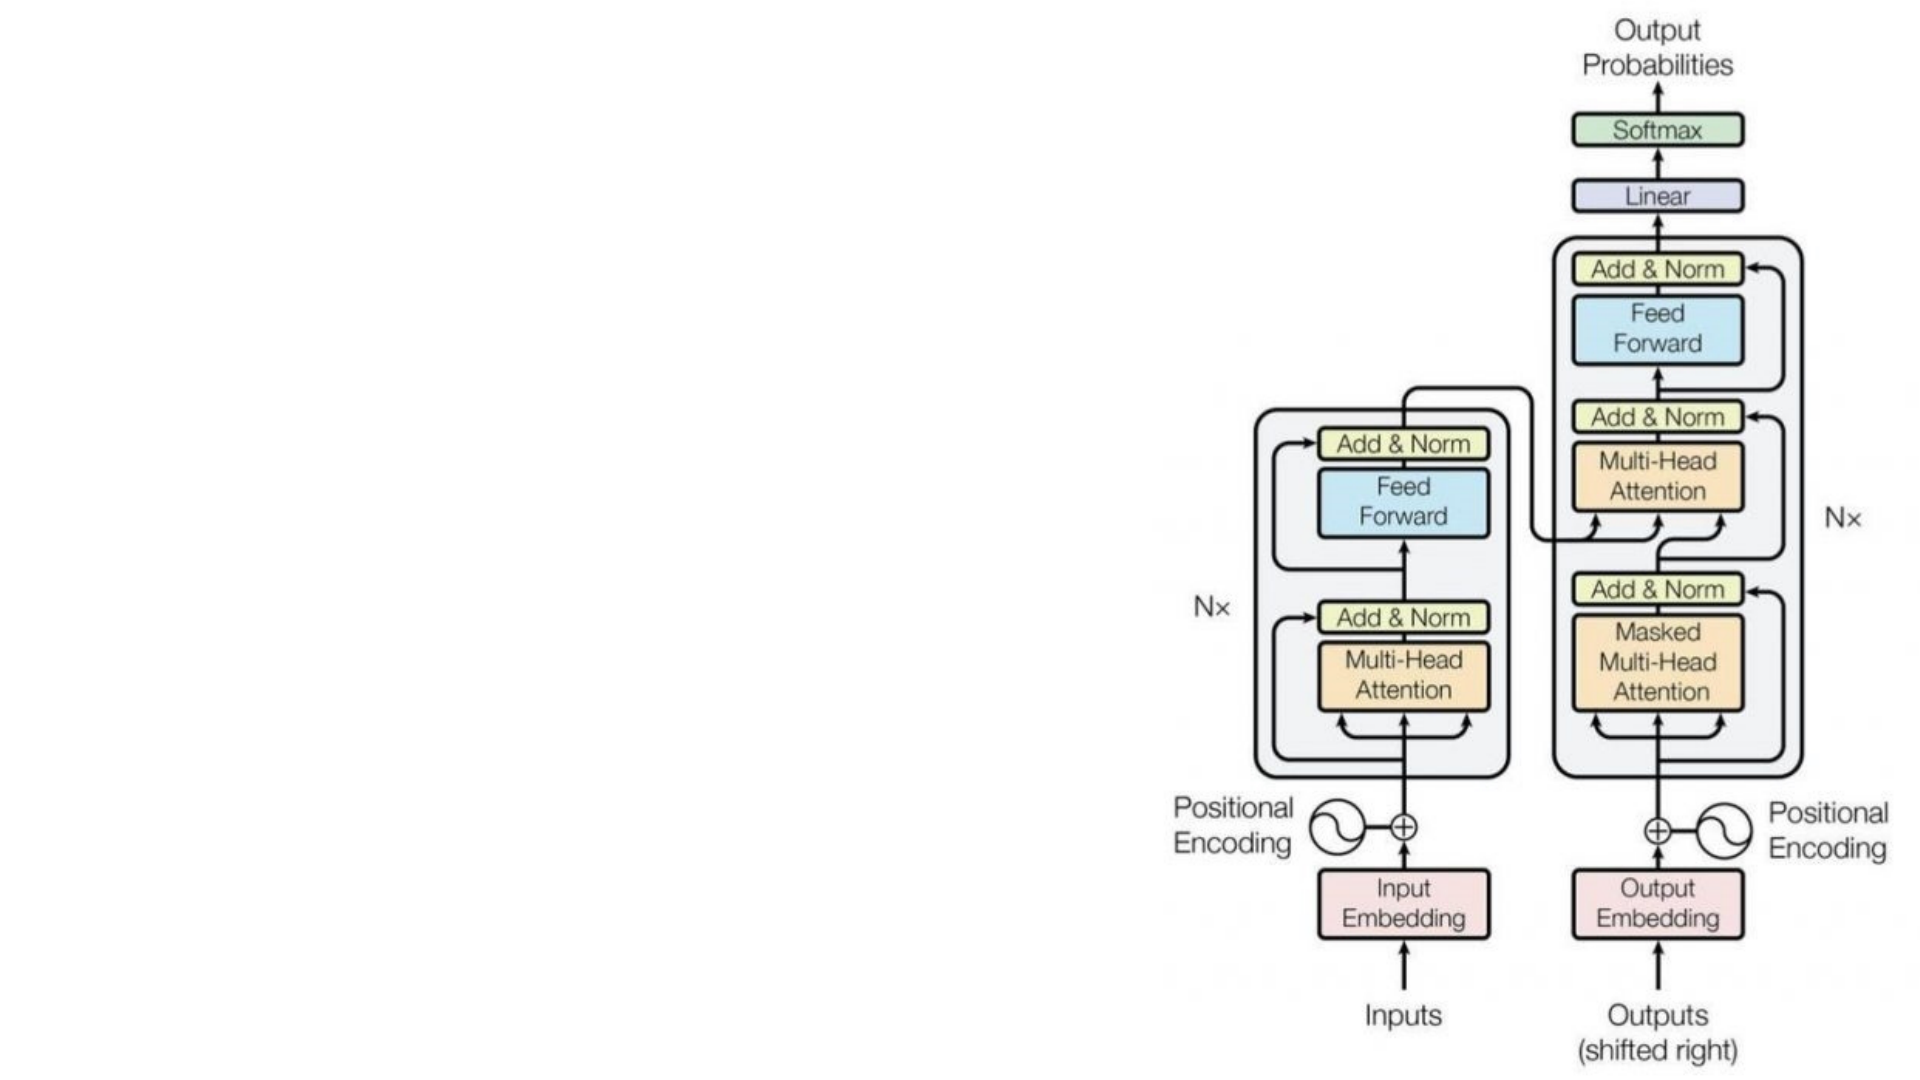 Output
Probabilities
Softmax
Linear
Add & Norm
Feed
Forward
Add & Norm
Multi-Head
Attention
Add & Norm
Masked
Multi-Head
Attention
Nx
Add & Norm
Feed
Forward
Add & Norm
Multi-Head
Attention
Nx
Positional
Encoding
Positional
Encoding
Input
Embedding
Output
Embedding
Inputs
Outputs
(shifted right)